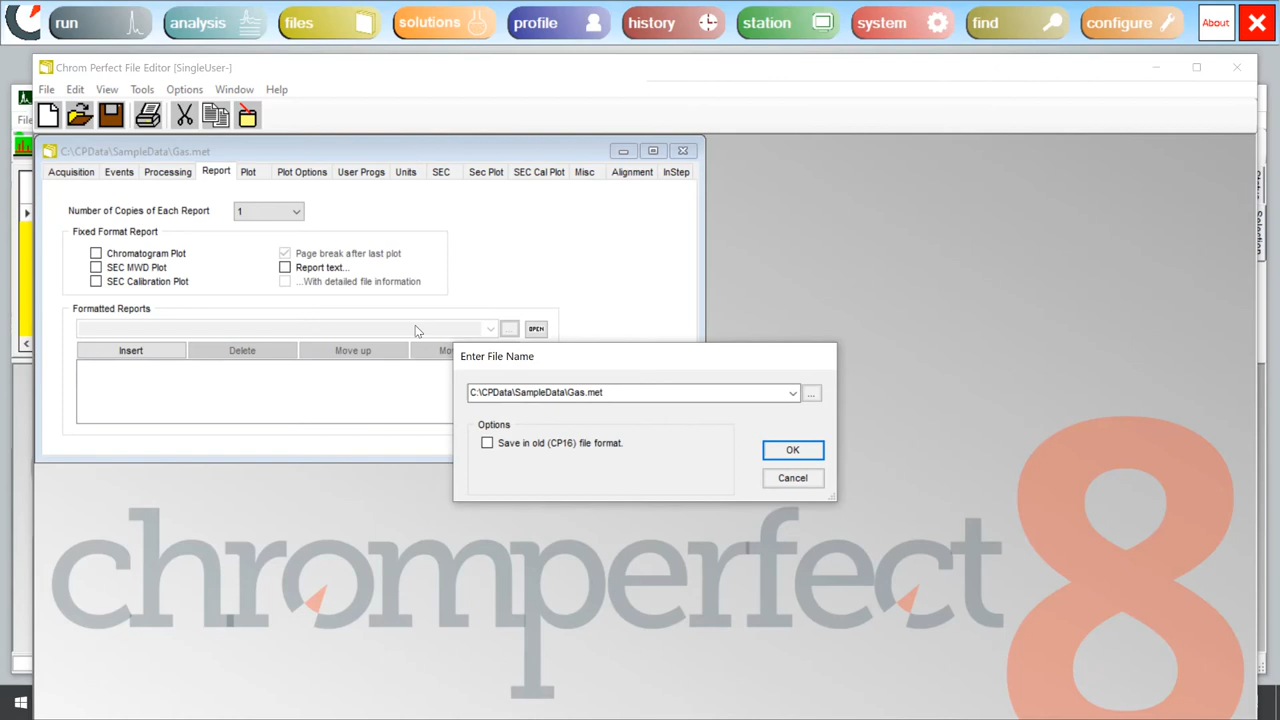 run analysis files solutions profile history station system find configure About
Chrom Perfect File Editor [SingleUser-]
File Edit View Tools Options Window Help
File
C:\CPData\SampleData\Gas.met
Acquisition Events Processing Report Plot Plot Options User Progs Units SEC Sec Plot SEC Cal Plot Misc Alignment InStep
Number of Copies of Each Report 1
Fixed Format Report
Chromatogram Plot Page break after last plot
SEC MWD Plot Report text...
SEC Calibration Plot ...With detailed file information
Formatted Reports
... OPEN
Insert Delete Move up
Enter File Name
C:\CPData\SampleData\Gas.met ...
Options
Save in old (CP16) file format.
OK
Cancel
chromperfect 8
Selection